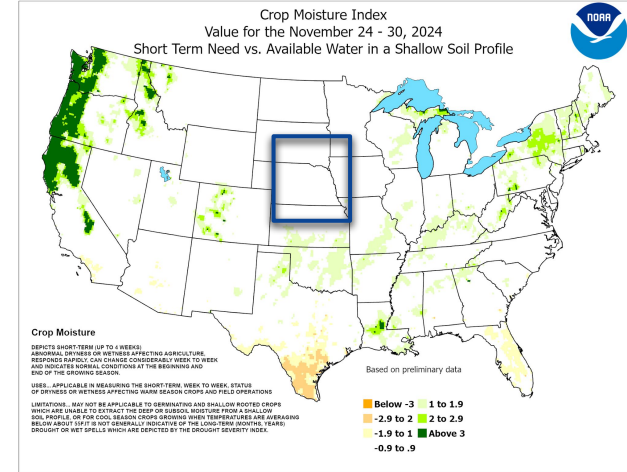 Crop Moisture Index
Value for the November 24 - 30, 2024
Short Term Need vs. Available Water in a Shallow Soil Profile
NOAA
Crop Moisture
DEPICTS SHORT-TERM (UP TO 4 WEEKS)
ABNORMAL DRYNESS OR WETNESS AFFECTING AGRICULTURE,
RESPONDS RAPIDLY, CAN CHANGE CONSIDERABLY WEEK TO WEEK
AND INDICATES NORMAL CONDITIONS AT THE BEGINNING AND
END OF THE GROWING SEASON.
USES... APPLICABLE IN MEASURING THE SHORT-TERM, WEEK TO WEEK, STATUS
OF DRYNESS OR WETNESS AFFECTING WARM SEASON CROPS AND FIELD OPERATIONS
LIMITATIONS... MAY NOT BE APPLICABLE TO GERMINATING AND SHALLOW ROOTED CROPS
WHICH ARE UNABLE TO EXTRACT THE DEEP OR SUBSOIL MOISTURE FROM A SHALLOW
SOIL PROFILE, OR FOR COOL SEASON CROPS GROWING WHEN TEMPERATURES ARE AVERAGING
BELOW ABOUT 55F.IT IS NOT GENERALLY INDICATIVE OF THE LONG-TERM (MONTHS, YEARS)
DROUGHT OR WET SPELLS WHICH ARE DEPICTED BY THE DROUGHT SEVERITY INDEX.
Based on preliminary data
Below -3 1 to 1.9
-2.9 to 2 2 to 2.9
-1.9 to 1 Above 3
-0.9 to .9